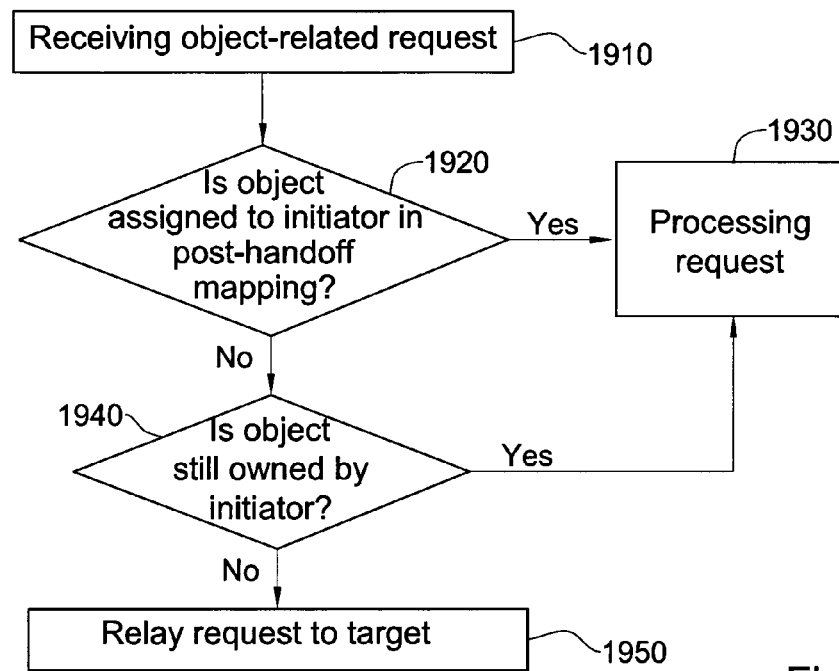 Receiving object-related request
1910
1920
Is object
assigned to initiator in
post-handoff
mapping?
Yes
1930
Processing
request
No
1940
Is object
still owned by
initiator?
Yes
No
Relay request to target
1950